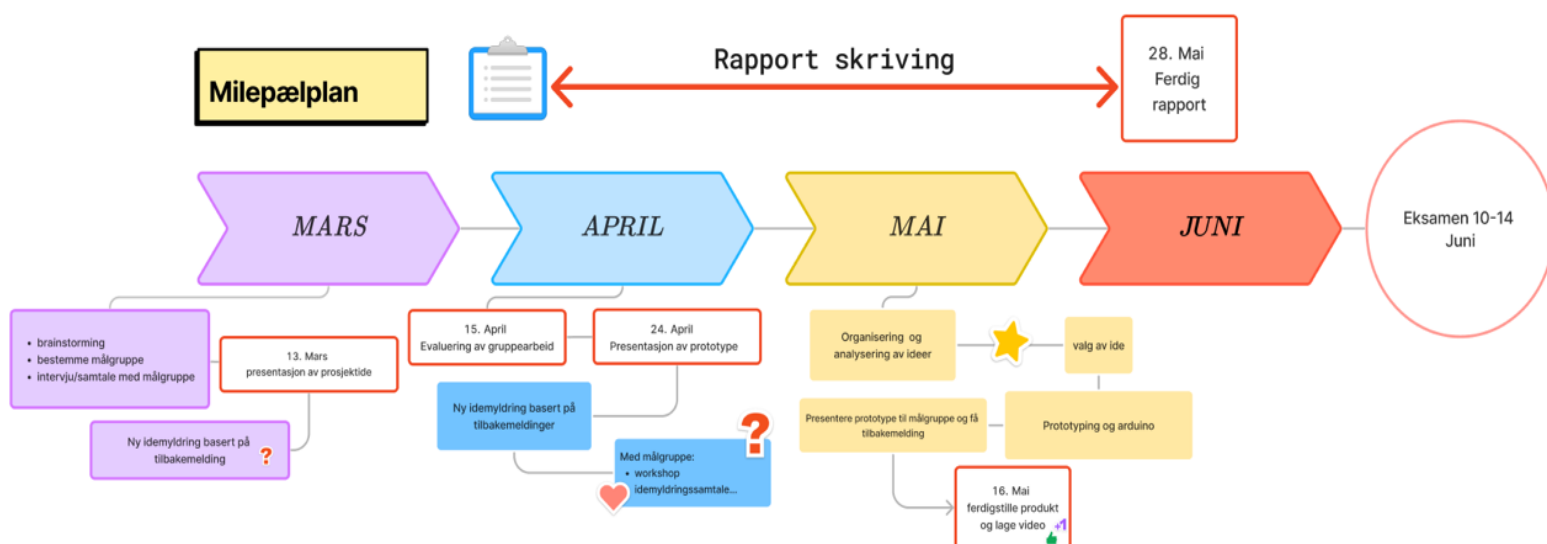 Milepælplan
Rapport skriving
28. Mai
Ferdig
rapport
MARS
APRIL
MAI
JUNI
Eksamen 10-14
Juni
• brainstorming
• bestemme målgruppe
• intervju/samtale med målgruppe
13. Mars
presentasjon av prosjektide
Ny idemyldring basert på
tilbakemelding ?
15. April
Evaluering av gruppearbeid
24. April
Presentasjon av prototype
Ny idemyldring basert på
tilbakemeldinger
?
Med målgruppe:
• workshop
idemyldringssamtale...
Organisering og
analysering av ideer
valg av ide
Prototyping og arduino
Presentere prototype til målgruppe og få
tilbakemelding
16. Mai
ferdigstille produkt
og lage video
+1